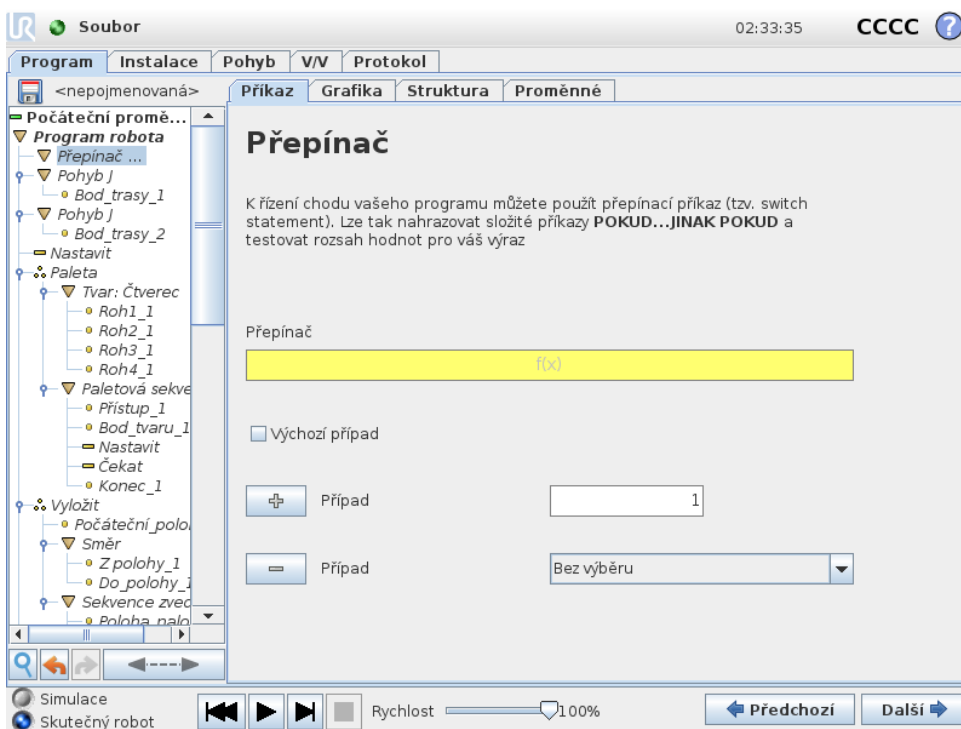 UR Soubor 02:33:35 CCCC ?
Program Instalace Pohyb V/V Protokol
<nepojmenovaná> Příkaz Grafika Struktura Proměnné
Počáteční promě...
Program robota
Přepínač ...
Pohyb J
Bod_trasy_1
Pohyb J
Bod_trasy_2
Nastavit
Paleta
Tvar: Čtverec
Roh1_1
Roh2_1
Roh3_1
Roh4_1
Paletová sekve
Přístup_1
Bod_tvaru_1
Nastavit
Čekat
Konec_1
Vyložit
Počáteční_polo
Směr
Z polohy_1
Do_polohy_1
Sekvence zved
Poloha_nalo
Přepínač
K řízení chodu vašeho programu můžete použít přepínací příkaz (tzv. switch
statement). Lze tak nahrazovat složité příkazy POKUD...JINAK POKUD a
testovat rozsah hodnot pro váš výraz
Přepínač
f(x)
Výchozí případ
Případ 1
Případ Bez výběru
Simulace
Skutečný robot
Rychlost 100%
Předchozí Další